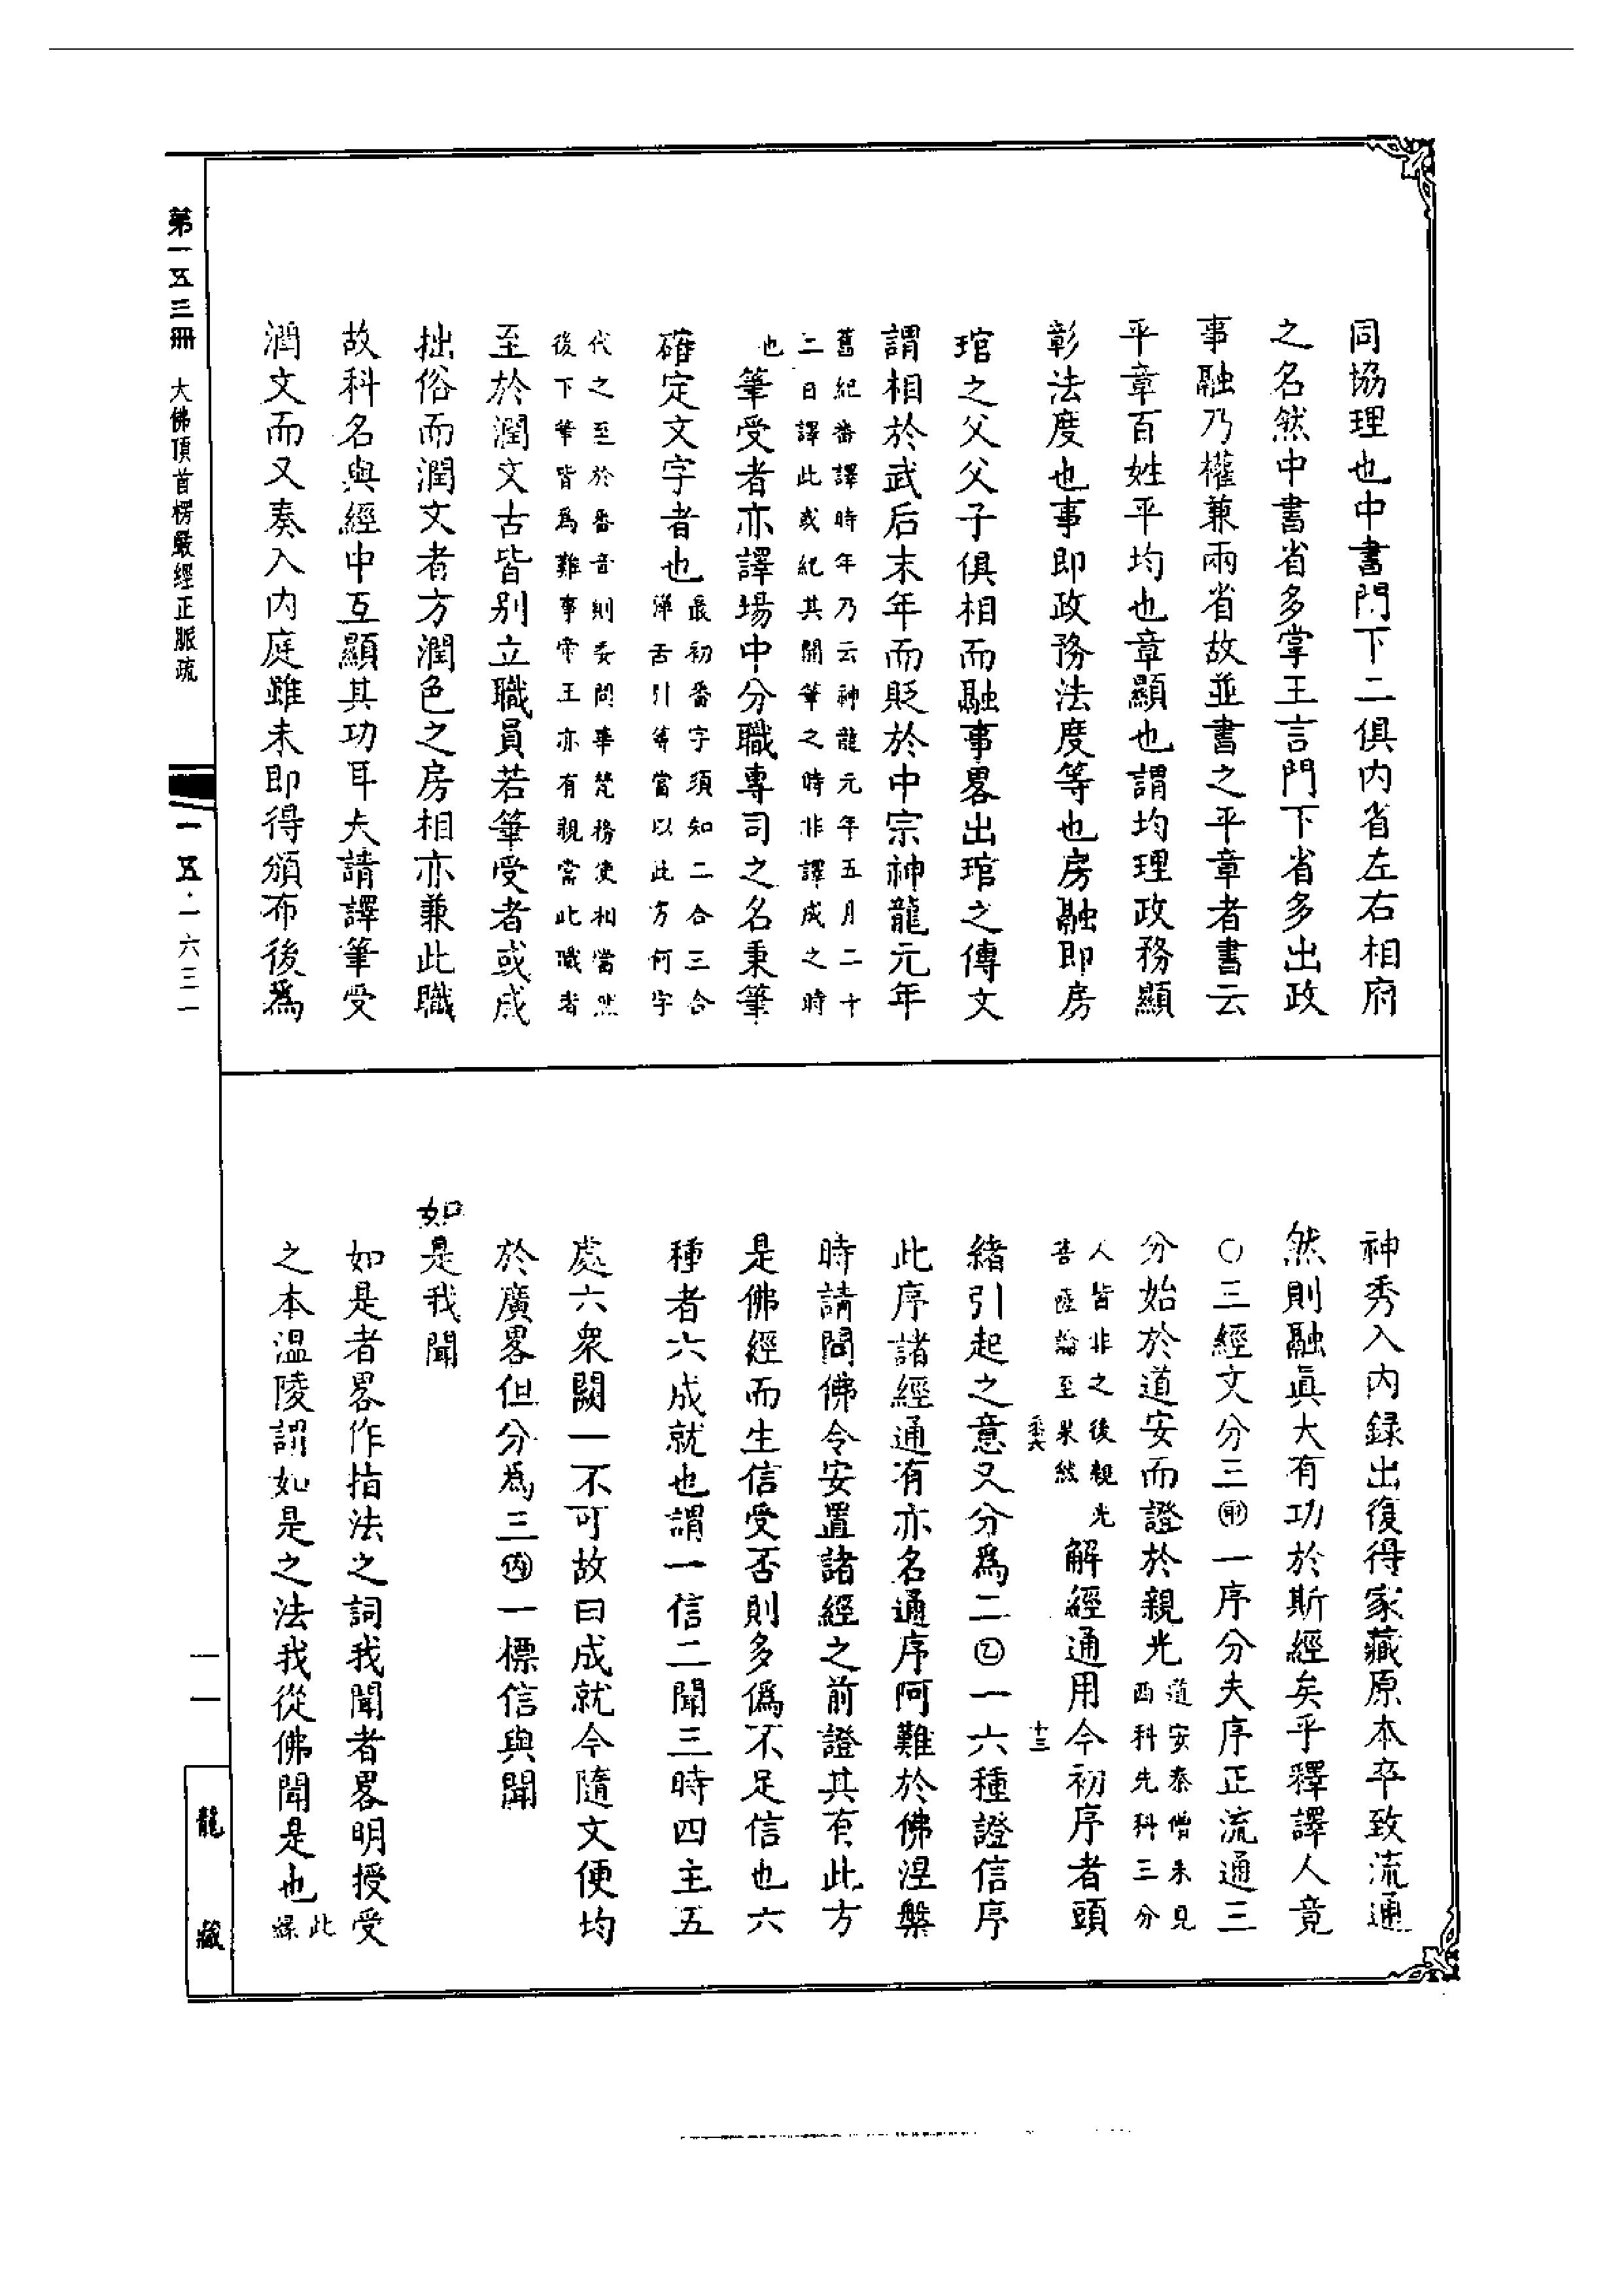 同協理也中書門下二俱内省左右相府
之名然中書省多掌王言門下省多出政
事融乃權兼兩省故並書之平章者書云
平章百姓平均也章顯也謂均理政務顯
彰法度也事即政務法度等也房融即房
琯之父父子俱相而融事畧出琯之傳文
謂相於武后末年而貶於中宗神龍元年
舊紀番譯時年乃云神龍元年五月二十
三日譯此或紀其開筆之時非譯成之時
也
筆受者亦譯場中分職專司之名秉筆
確定文字者也
最初番字須知二合三合
彈舌引等當以此方何字
代之至於番音則委問華梵務使相當然
後下筆皆爲難事帝王亦有親當此職者
至於潤文古皆别立職員若筆受者或咸
拙俗而潤文者方潤色之房相亦兼此職
故科名與經中互顯其功耳夫請譯筆受
潤文而又奏入内庭雖未即得頒布後爲
神秀入内録出復得家藏原本卒致流通
然則融眞大有功於斯經矣乎釋譯人竟
○三經文分三㊥一序分夫序正流通三
分始於道安而證於親光
道安泰僧未見
西科先科三分
人皆非之後親光
菩薩論至果然
解經通用今初序者頭
緒引起之意又分爲二㊁一六種證信序
此序諸經通有亦名通序阿難於佛涅槃
時請問佛令安置諸經之前證其有此方
是佛經而生信受否則多僞不足信也六
種者六成就也謂一信二聞三時四主五
處六衆闕一不可故曰成就今隨文便均
於廣畧但分爲三㊅一標信與聞
如是我聞
如是者畧作指法之詞我聞者畧明授受
之本温陵謂如是之法我從佛聞是也
此
縁
第一五三冊 大佛頂首楞嚴經正脈疏
一五·一六三一
一一
龍藏